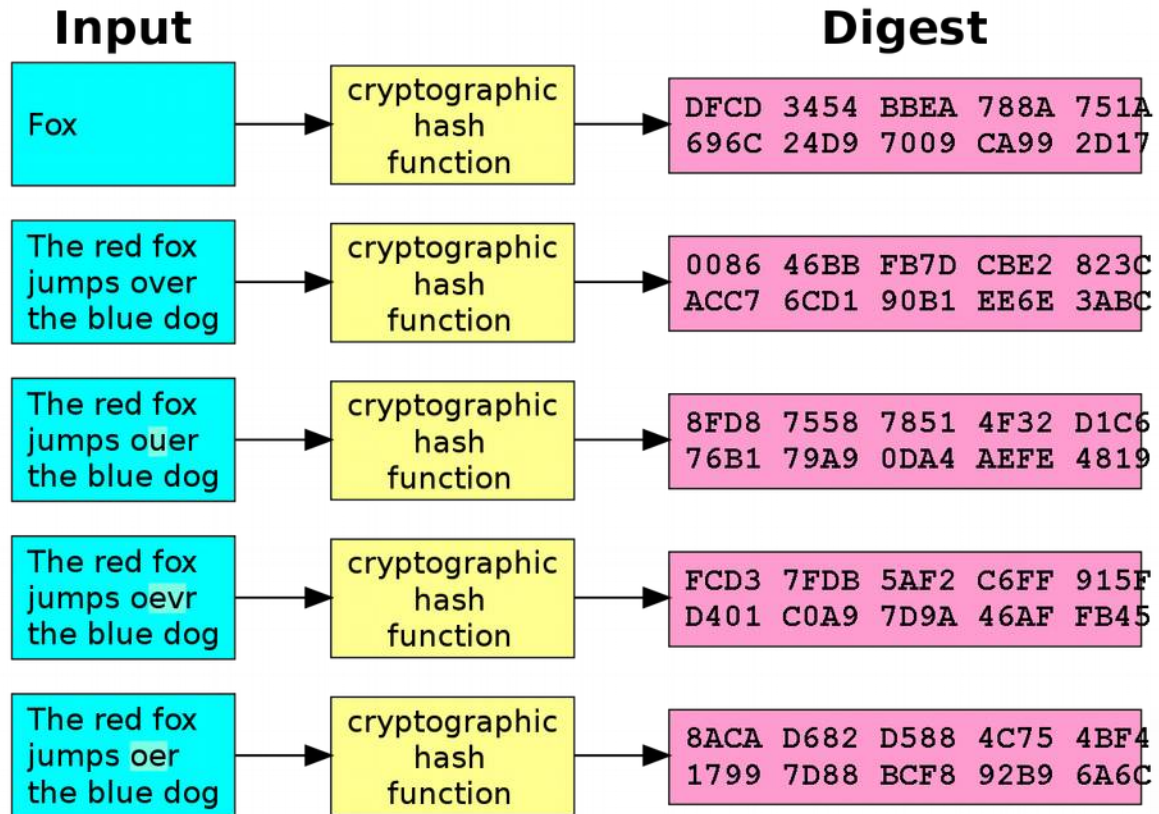 Input
Digest
Fox
cryptographic
hash
function
DFCD 3454 BBEA 788A 751A
696C 24D9 7009 CA99 2D17
The red fox
jumps over
the blue dog
cryptographic
hash
function
0086 46BB FB7D CBE2 823C
ACC7 6CD1 90B1 EE6E 3ABC
The red fox
jumps ouer
the blue dog
cryptographic
hash
function
8FD8 7558 7851 4F32 D1C6
76B1 79A9 0DA4 AEFE 4819
The red fox
jumps oevr
the blue dog
cryptographic
hash
function
FCD3 7FDB 5AF2 C6FF 915F
D401 C0A9 7D9A 46AF FB45
The red fox
jumps oer
the blue dog
cryptographic
hash
function
8ACA D682 D588 4C75 4BF4
1799 7D88 BCF8 92B9 6A6C